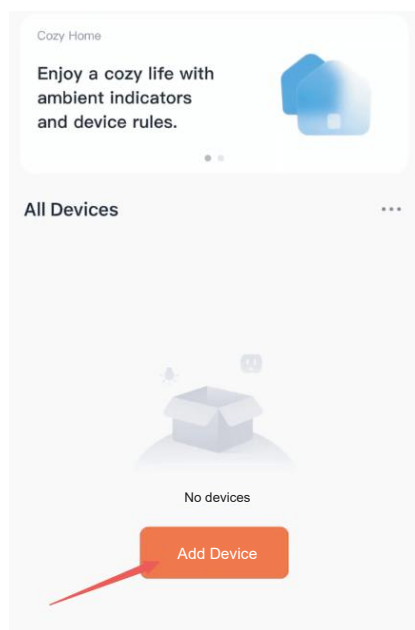 Cozy Home
Enjoy a cozy life with
ambient indicators
and device rules.
All Devices
No devices
Add Device